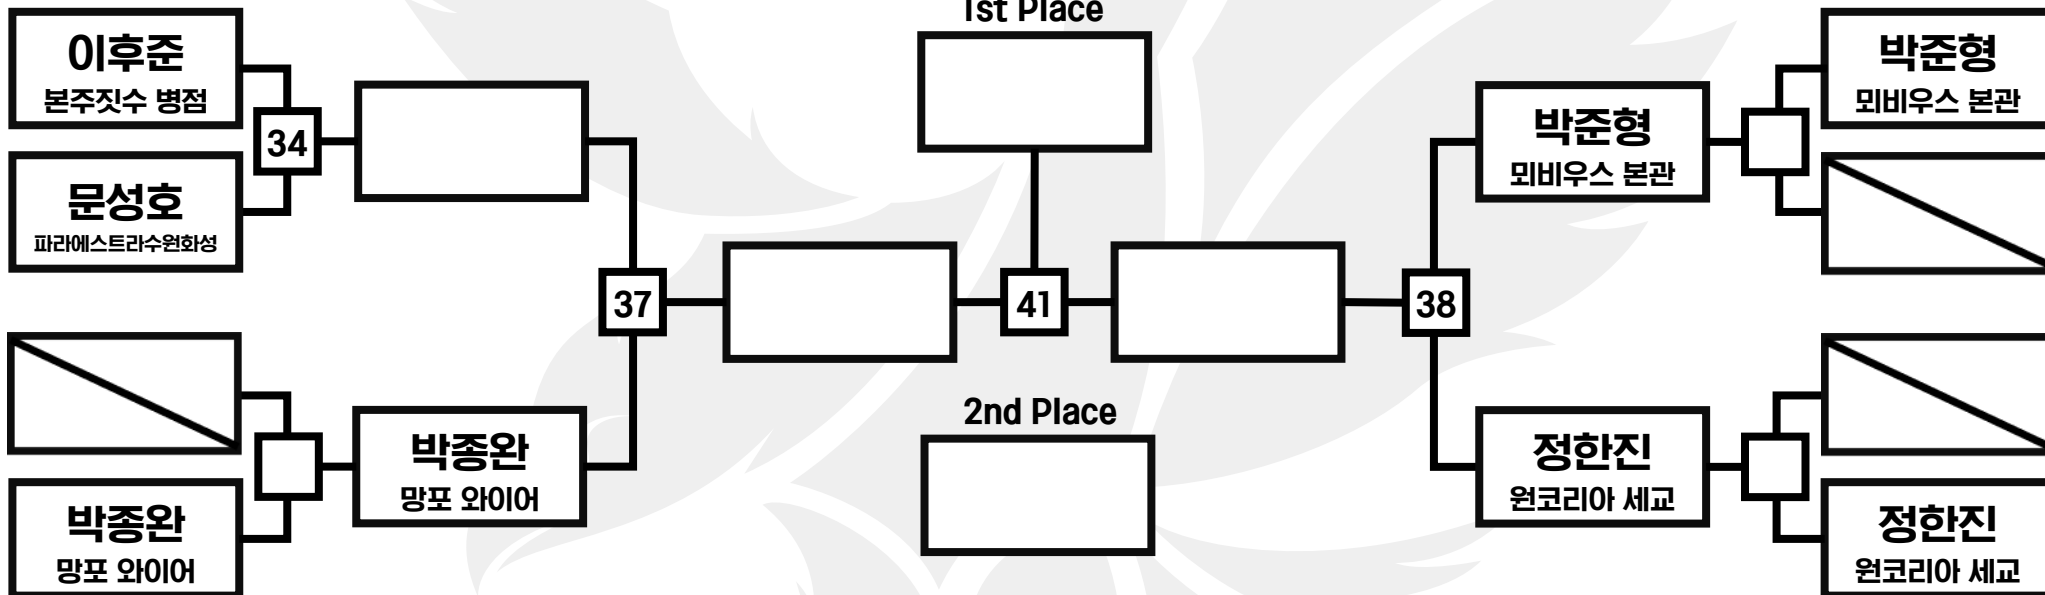 1st Place
이후준
본주짓수 병점
34
문성호
파라에스트라수원화성
37
박종완
망포 와이어
박종완
망포 와이어
41
2nd Place
박준형
뫼비우스 본관
박준형
뫼비우스 본관
38
정한진
원코리아 세교
정한진
원코리아 세교